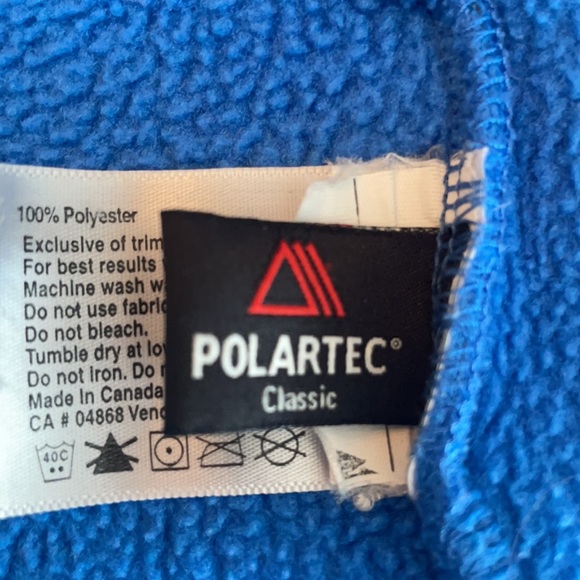 100% Polyester
Exclusive of trim
For best results
Machine wash
Do not use fabric
Do not bleach.
Tumble dry at
Do not iron. Do
Made in Canada
CA # 04868
POLARTEC®
Classic
40C